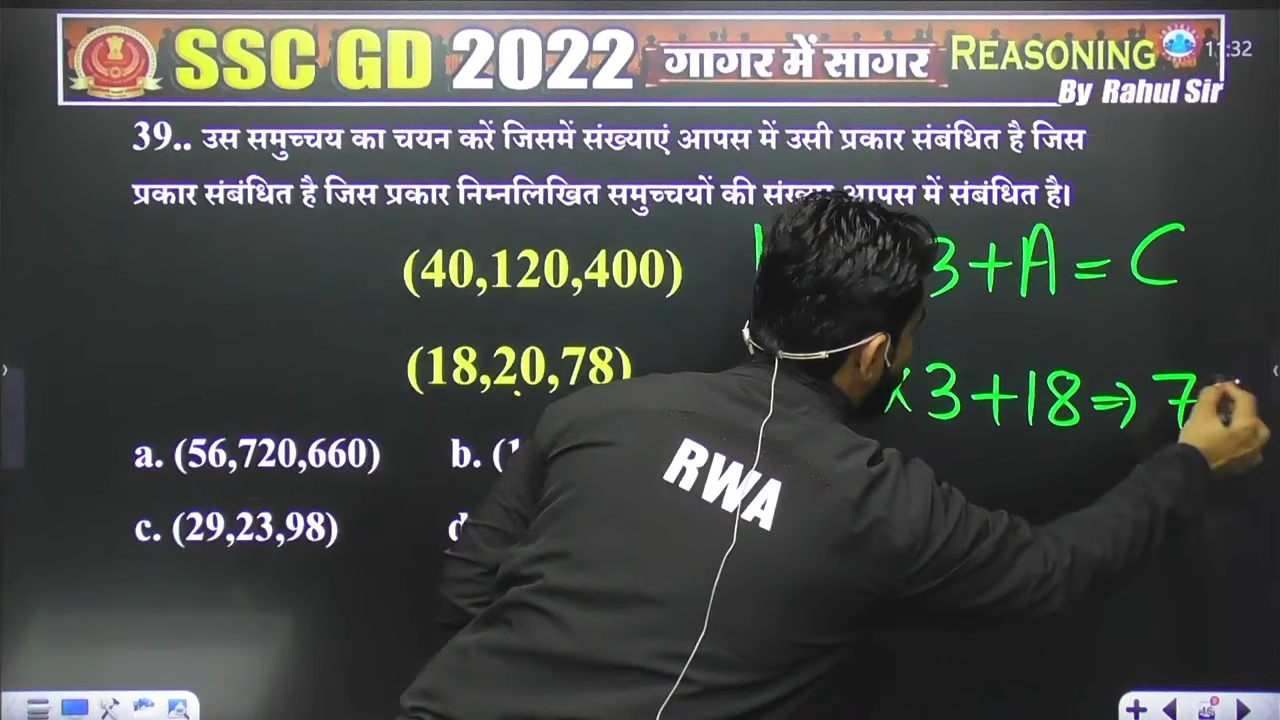 SSC GD 2022 गागर में सागर REASONING 11:32
By Rahul Sir
39.. उस समुच्चय का चयन करें जिसमें संख्याएं आपस में उसी प्रकार संबंधित है जिस
प्रकार संबंधित है जिस प्रकार निम्नलिखित समुच्चयों की आपस में संबंधित है।
(40,120,400) 3+A=C
(18,20,78) ×3+18⇒7
a. (56,720,660) b. (
c. (29,23,98) d
RWA
46